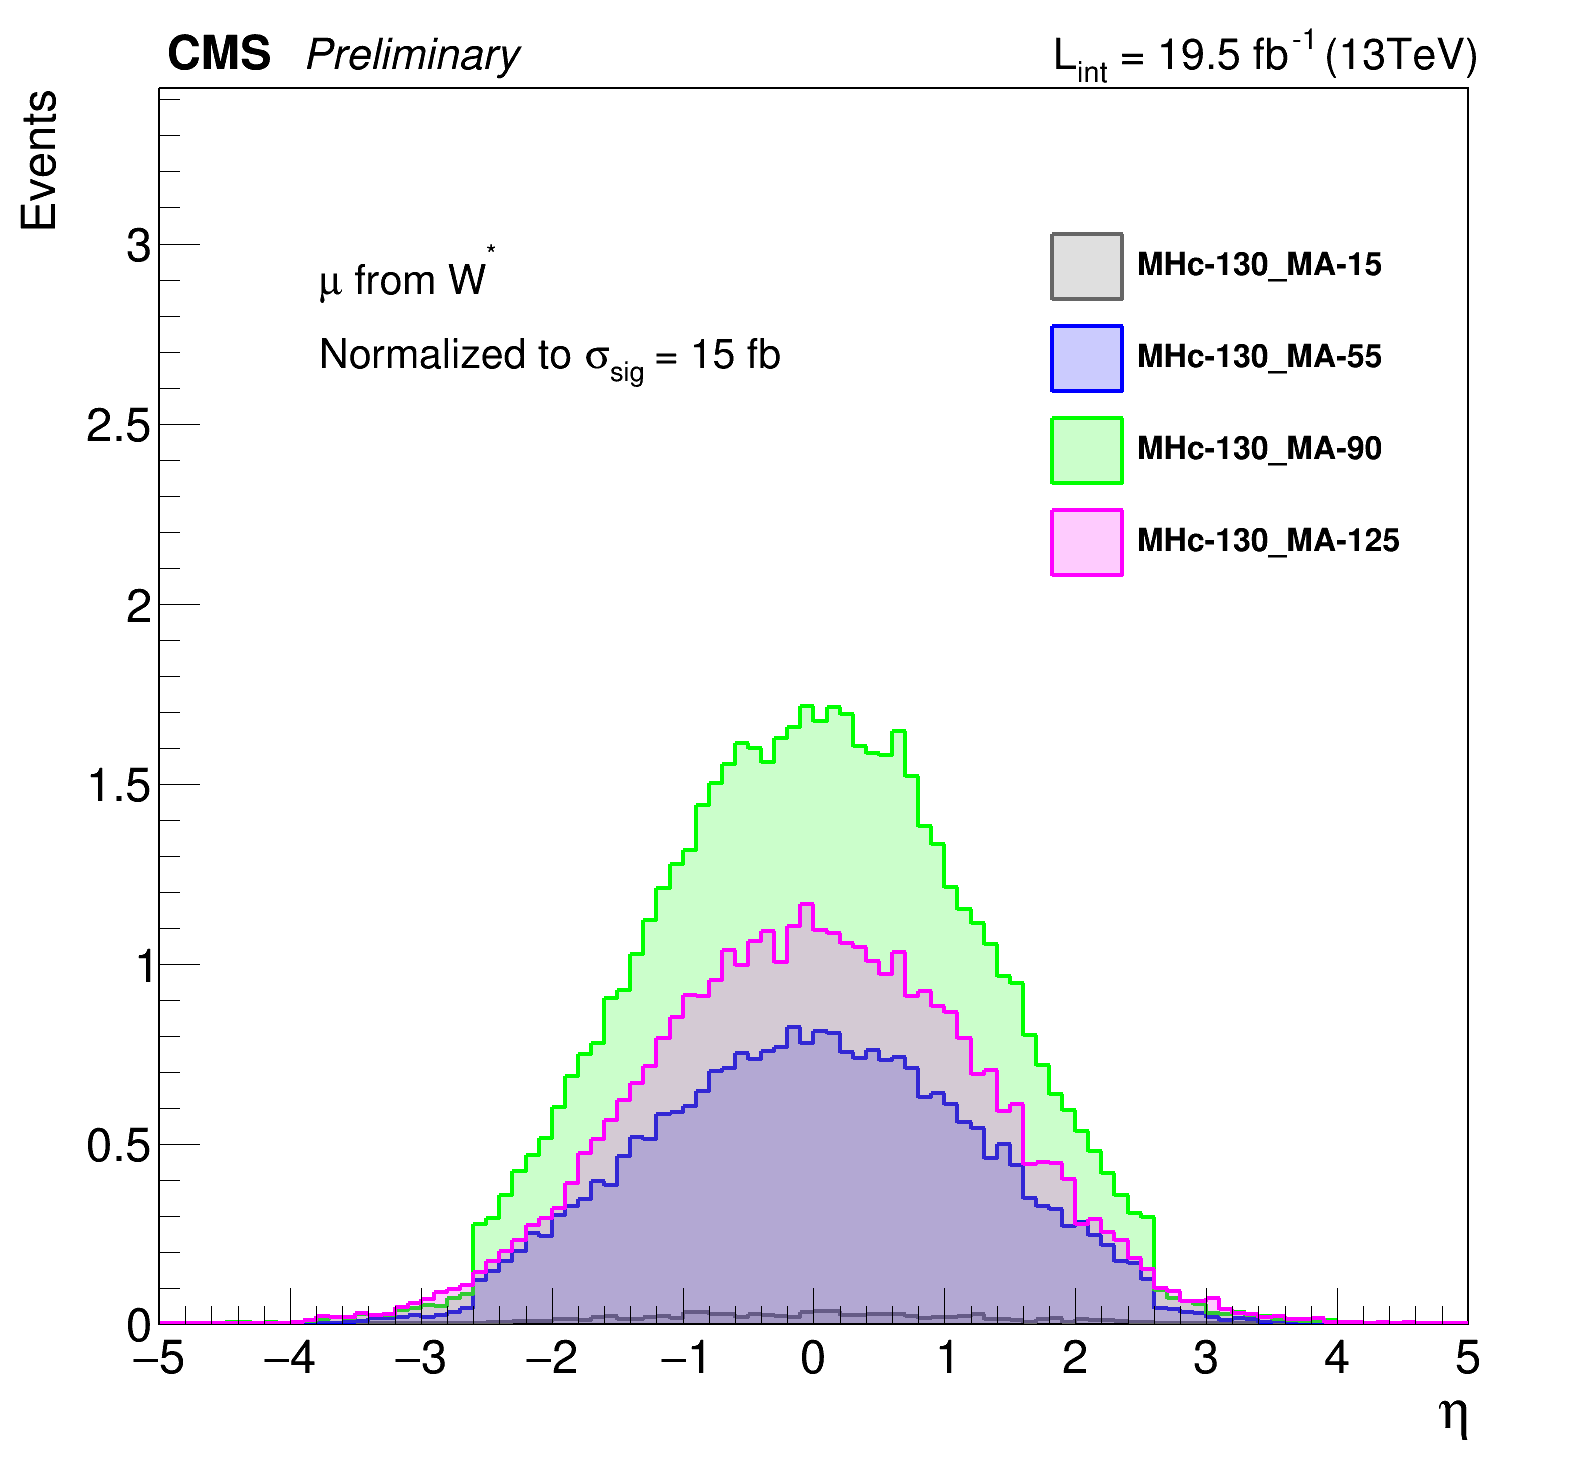 CMS Preliminary L_int = 19.5 fb^-1 (13TeV)
Events
μ from W^*
Normalized to σ_sig = 15 fb
MHc-130_MA-15
MHc-130_MA-55
MHc-130_MA-90
MHc-130_MA-125
3
2.5
2
1.5
1
0.5
0
−5 −4 −3 −2 −1 0 1 2 3 4 5
η